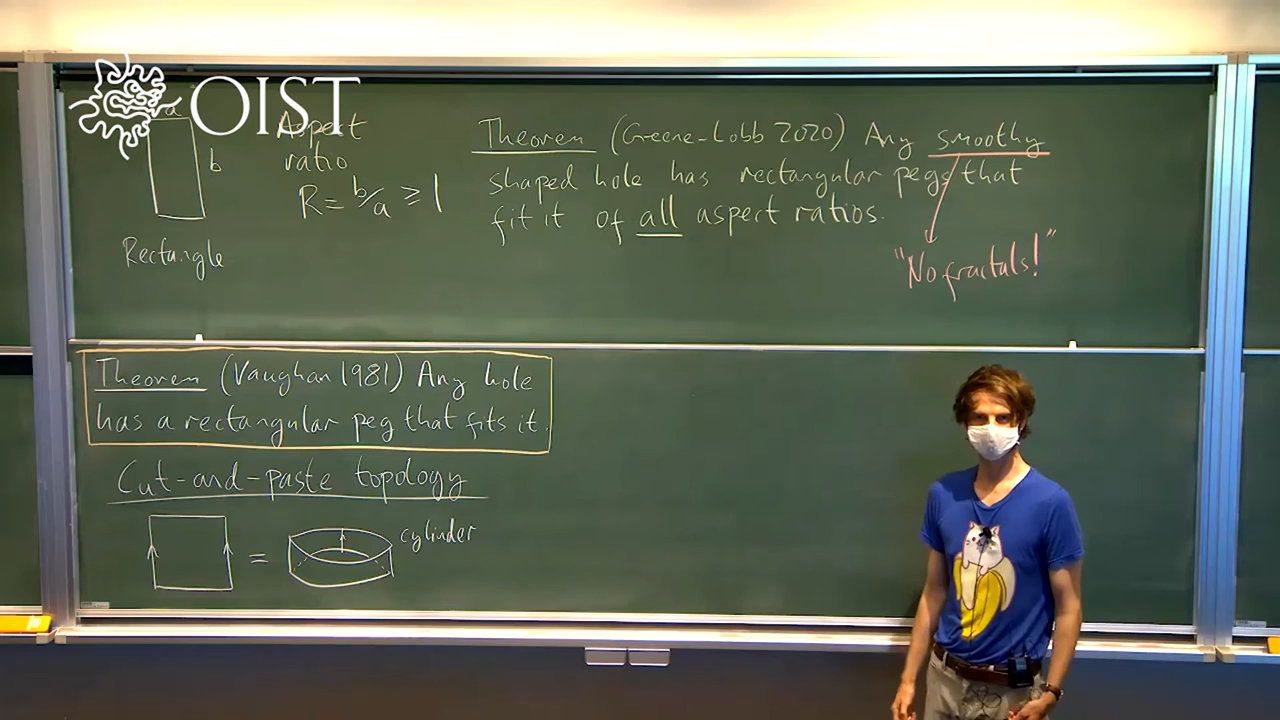 OIST
a
b
Rectangle
Aspect
ratio
R = b/a ≥ 1
Theorem (Greene-Lobb 2020) Any smoothy
shaped hole has rectangular pegs that
fit it of all aspect ratios.
"No fractals!"
Theorem (Vaughan 1981) Any hole
has a rectangular peg that fits it.
Cut-and-paste topology
=
cylinder